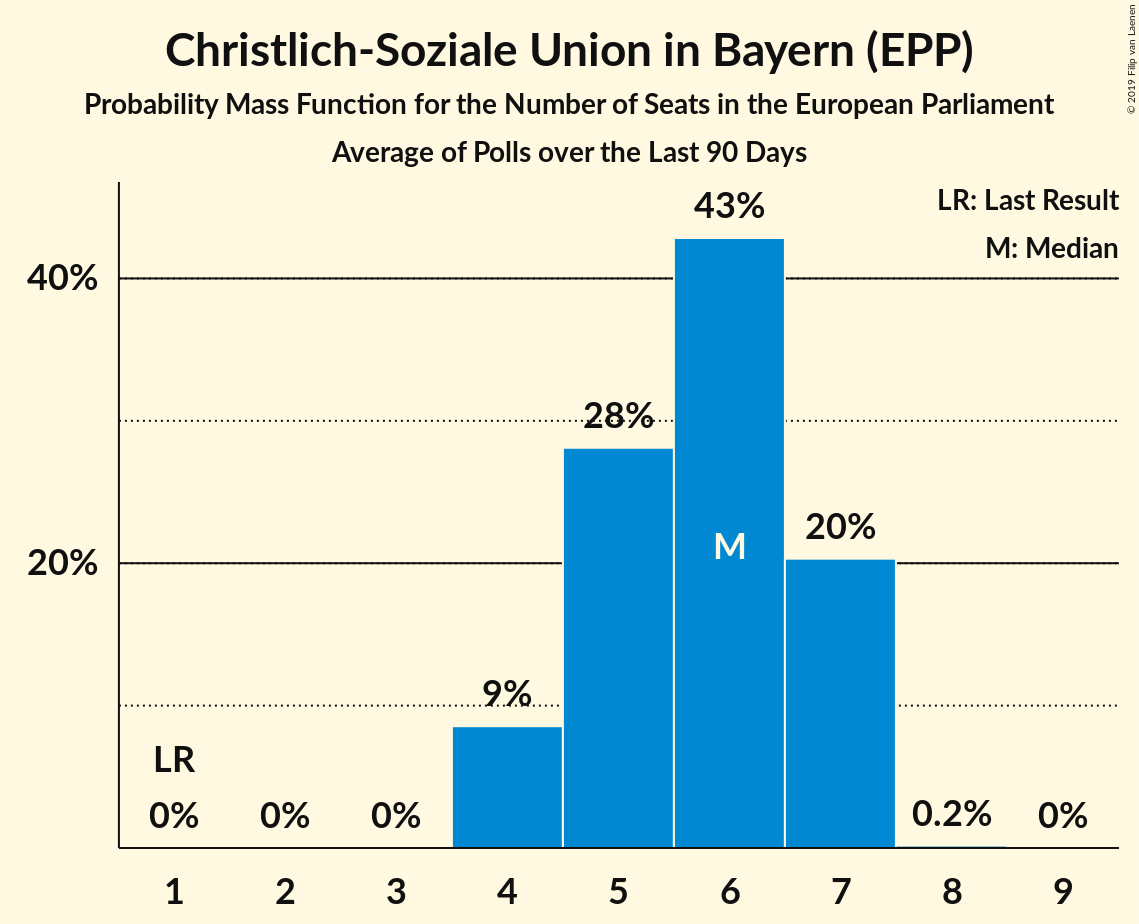 Christlich-Soziale Union in Bayern (EPP)
Probability Mass Function for the Number of Seats in the European Parliament
Average of Polls over the Last 90 Days
© 2019 Filip van Laenen
LR: Last Result
M: Median
43%
40%
28%
M
20%
20%
9%
LR
0% 0% 0% 0.2% 0%
1 2 3 4 5 6 7 8 9